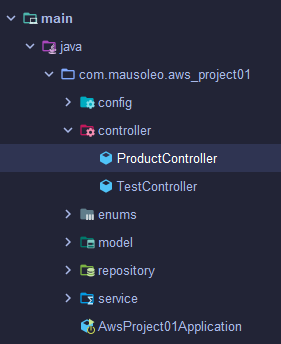 main
java
com.mausoleo.aws_project01
config
controller
ProductController
TestController
enums
model
repository
service
AwsProject01Application